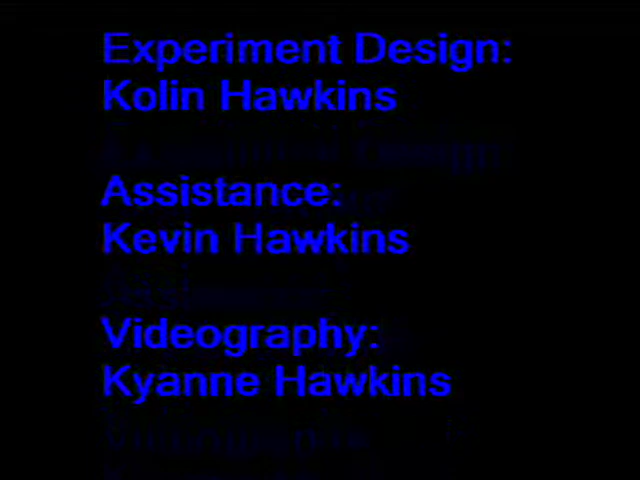 Experiment Design:
Kolin Hawkins
Assistance:
Kevin Hawkins
Videography:
Kyanne Hawkins